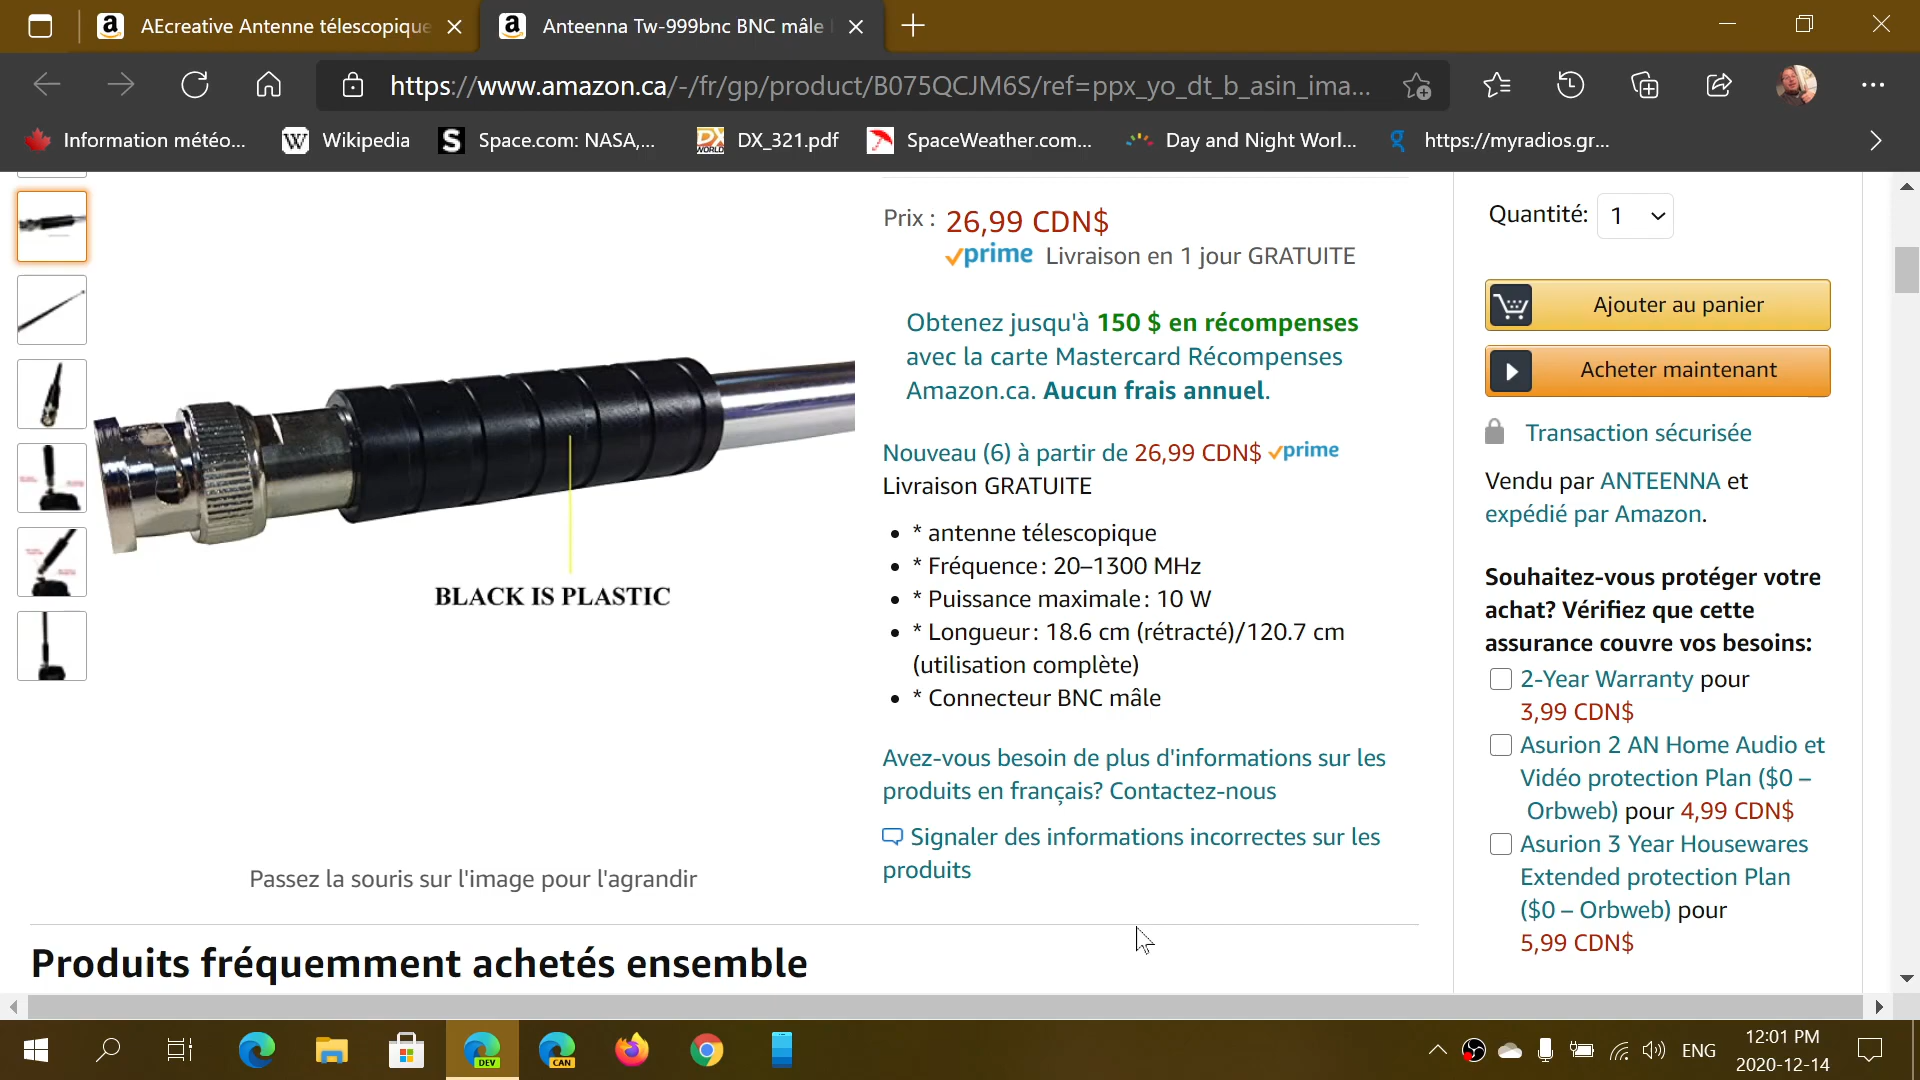 AEcreative Antenne télescopique
Anteenna Tw-999bnc BNC mâle
https://www.amazon.ca/-/fr/gp/product/B075QCJM6S/ref=ppx_yo_dt_b_asin_ima...
Information météo...
Wikipedia
Space.com: NASA,...
DX_321.pdf
SpaceWeather.com...
Day and Night Worl...
https://myradios.gr...
Prix : 26,99 CDN$
prime Livraison en 1 jour GRATUITE
Obtenez jusqu'à 150 $ en récompenses
avec la carte Mastercard Récompenses
Amazon.ca. Aucun frais annuel.
Nouveau (6) à partir de 26,99 CDN$ prime
Livraison GRATUITE
* antenne télescopique
* Fréquence : 20–1300 MHz
* Puissance maximale : 10 W
* Longueur : 18.6 cm (rétracté)/120.7 cm
(utilisation complète)
* Connecteur BNC mâle
Avez-vous besoin de plus d'informations sur les
produits en français? Contactez-nous
Signaler des informations incorrectes sur les
produits
BLACK IS PLASTIC
Passez la souris sur l'image pour l'agrandir
Produits fréquemment achetés ensemble
Quantité: 1
Ajouter au panier
Acheter maintenant
Transaction sécurisée
Vendu par ANTEENNA et
expédié par Amazon.
Souhaitez-vous protéger votre
achat? Vérifiez que cette
assurance couvre vos besoins:
2-Year Warranty pour
3,99 CDN$
Asurion 2 AN Home Audio et
Vidéo protection Plan ($0 –
Orbweb) pour 4,99 CDN$
Asurion 3 Year Housewares
Extended protection Plan
($0 – Orbweb) pour
5,99 CDN$
DEV
CAN
ENG
12:01 PM
2020-12-14